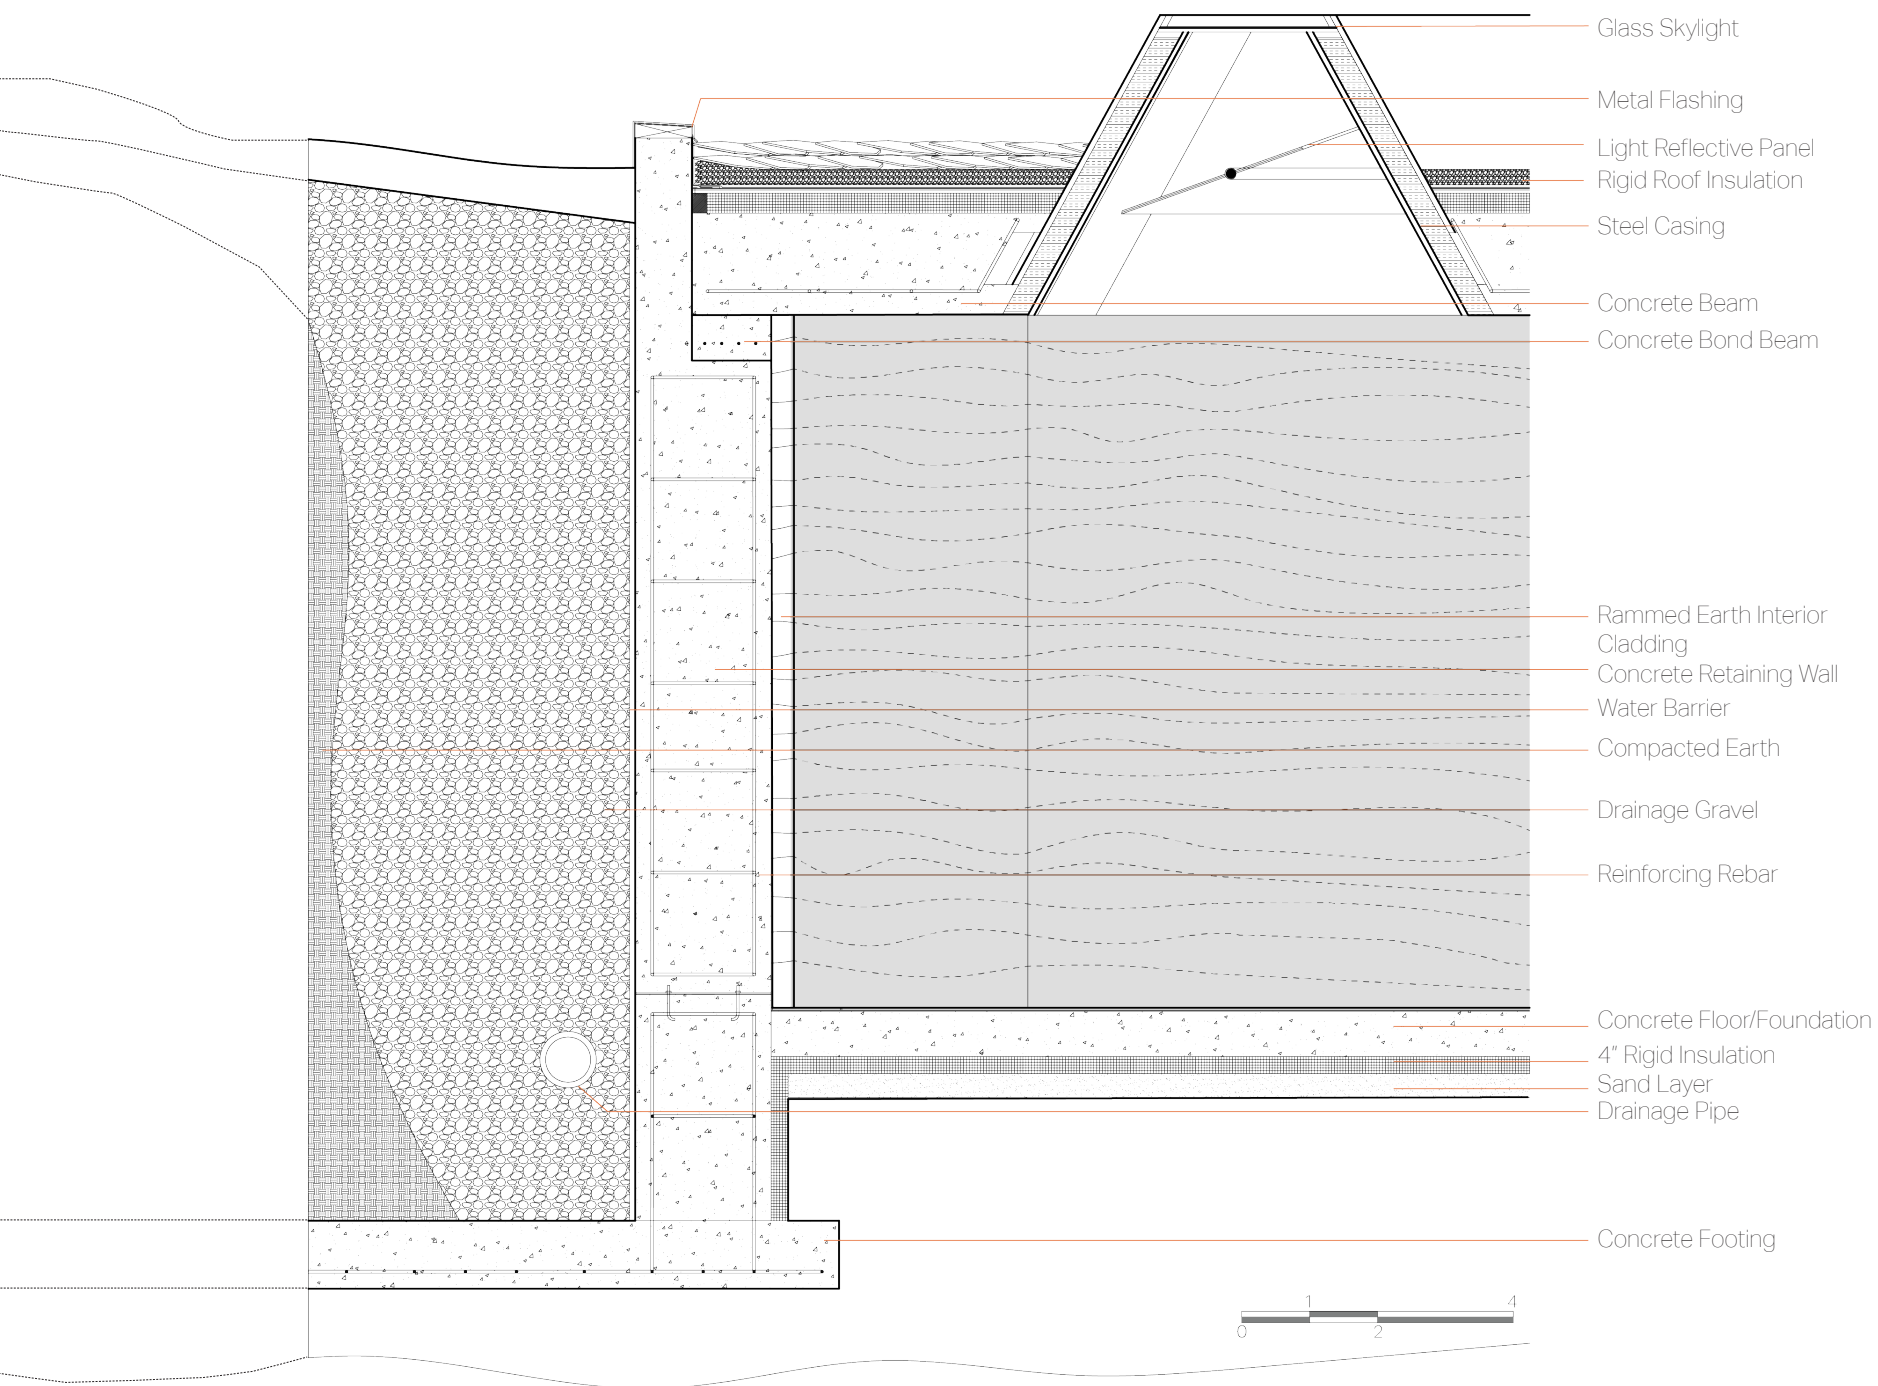 Glass Skylight
Metal Flashing
Light Reflective Panel
Rigid Roof Insulation
Steel Casing
Concrete Beam
Concrete Bond Beam
Rammed Earth Interior
Cladding
Concrete Retaining Wall
Water Barrier
Compacted Earth
Drainage Gravel
Reinforcing Rebar
Concrete Floor/Foundation
4" Rigid Insulation
Sand Layer
Drainage Pipe
Concrete Footing
1 4
0 2